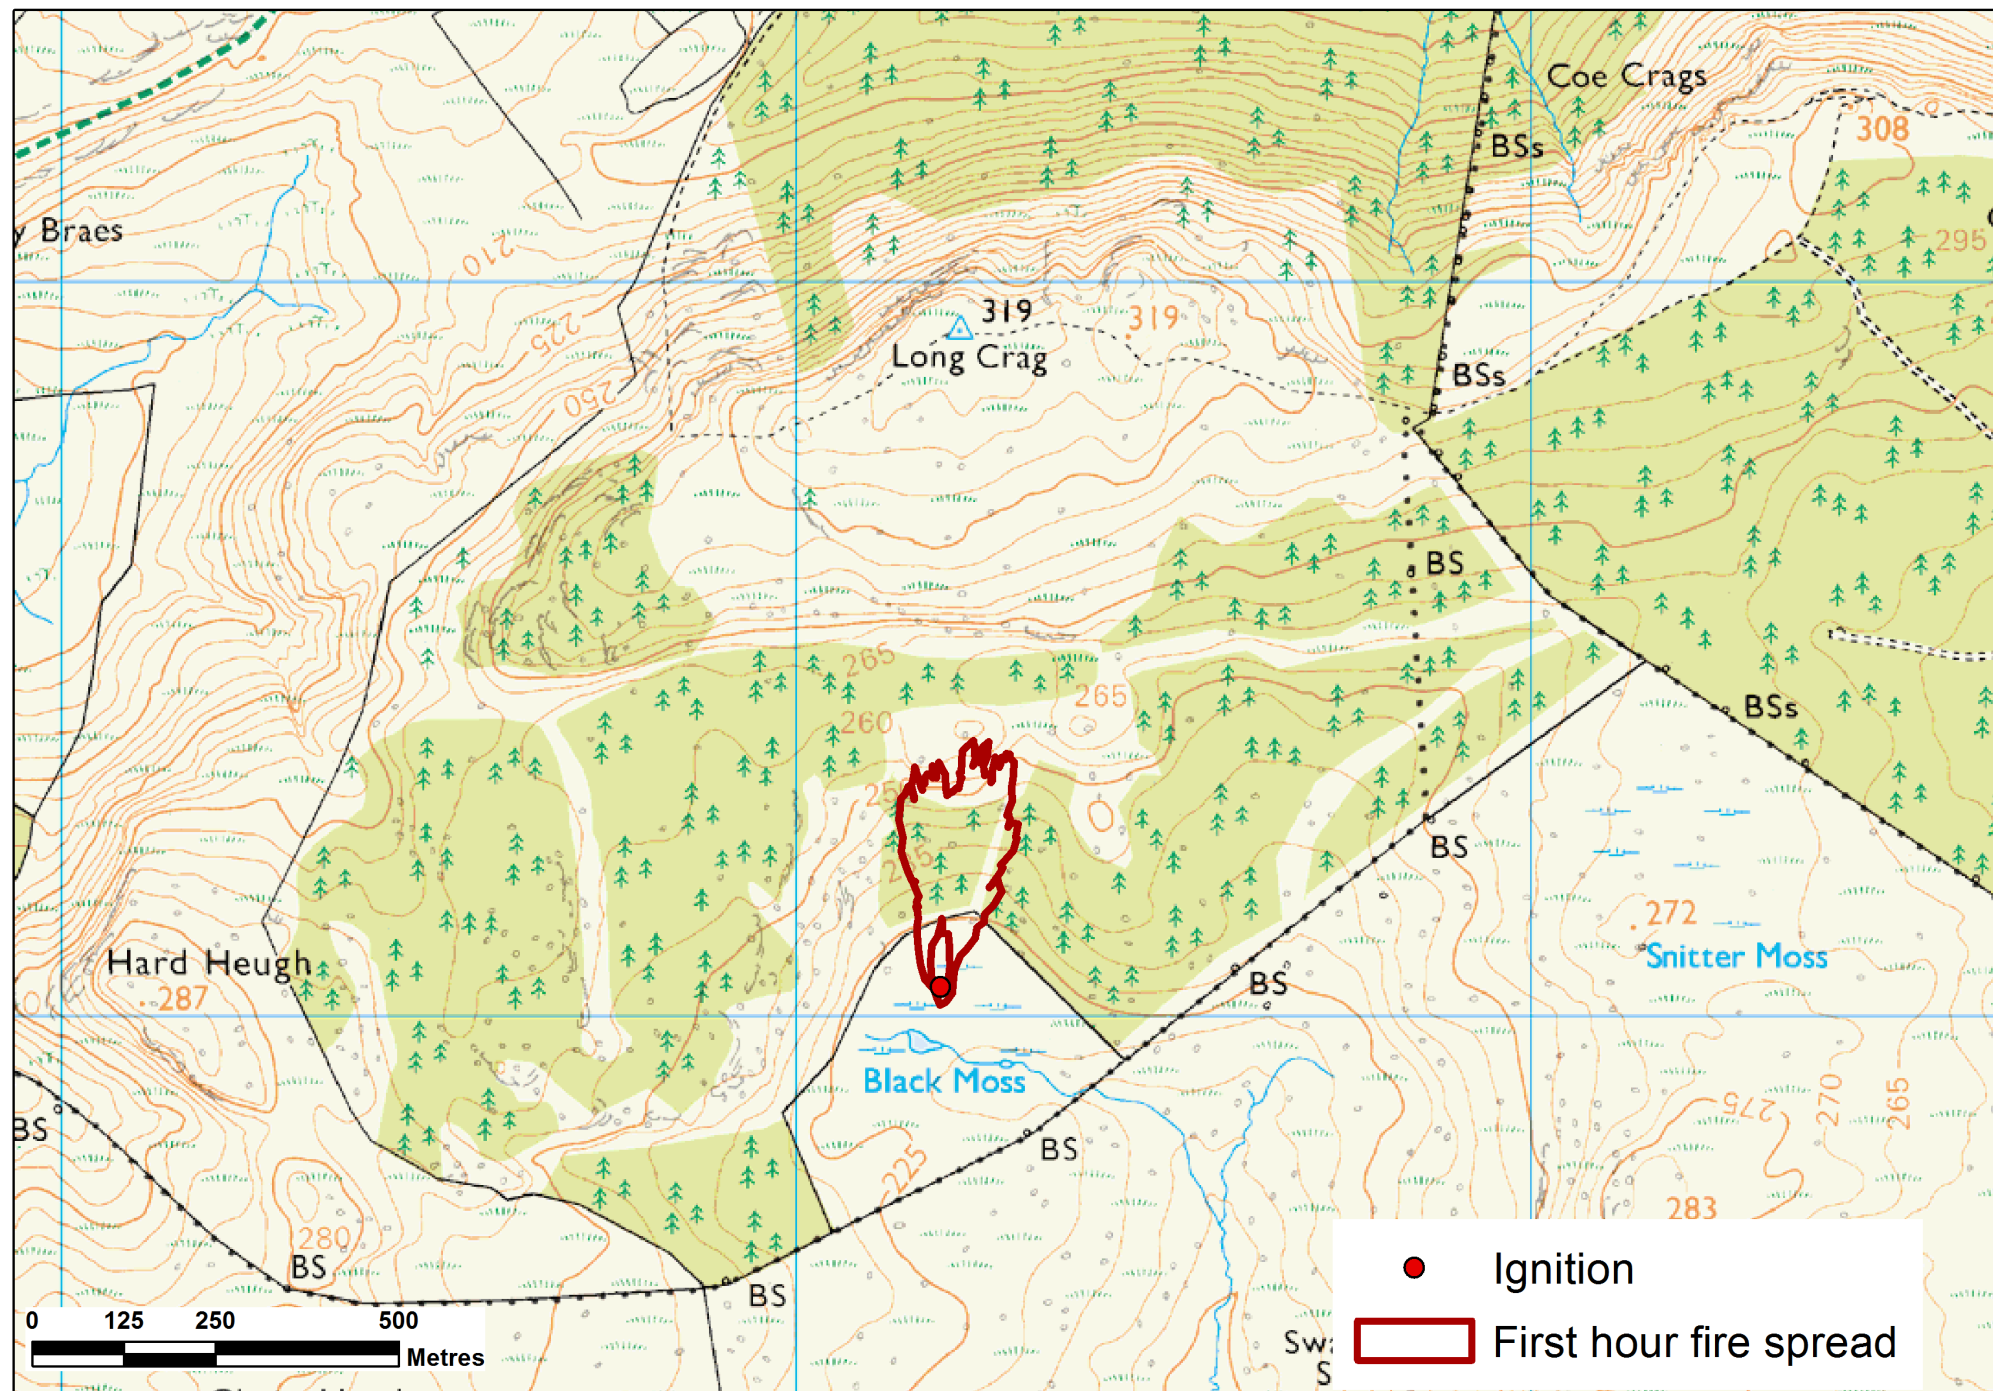 Coe Crags
308
BSs
y Braes
295
210
319
319
Long Crag
225
BSs
250
BS
265
265
260
BSs
BS
272
Hard Heugh
Snitter Moss
287
BS
Black Moss
275
270
265
BS
BS
225
283
280
BS
BS
Ignition
0 125 250 500
Metres
First hour fire spread